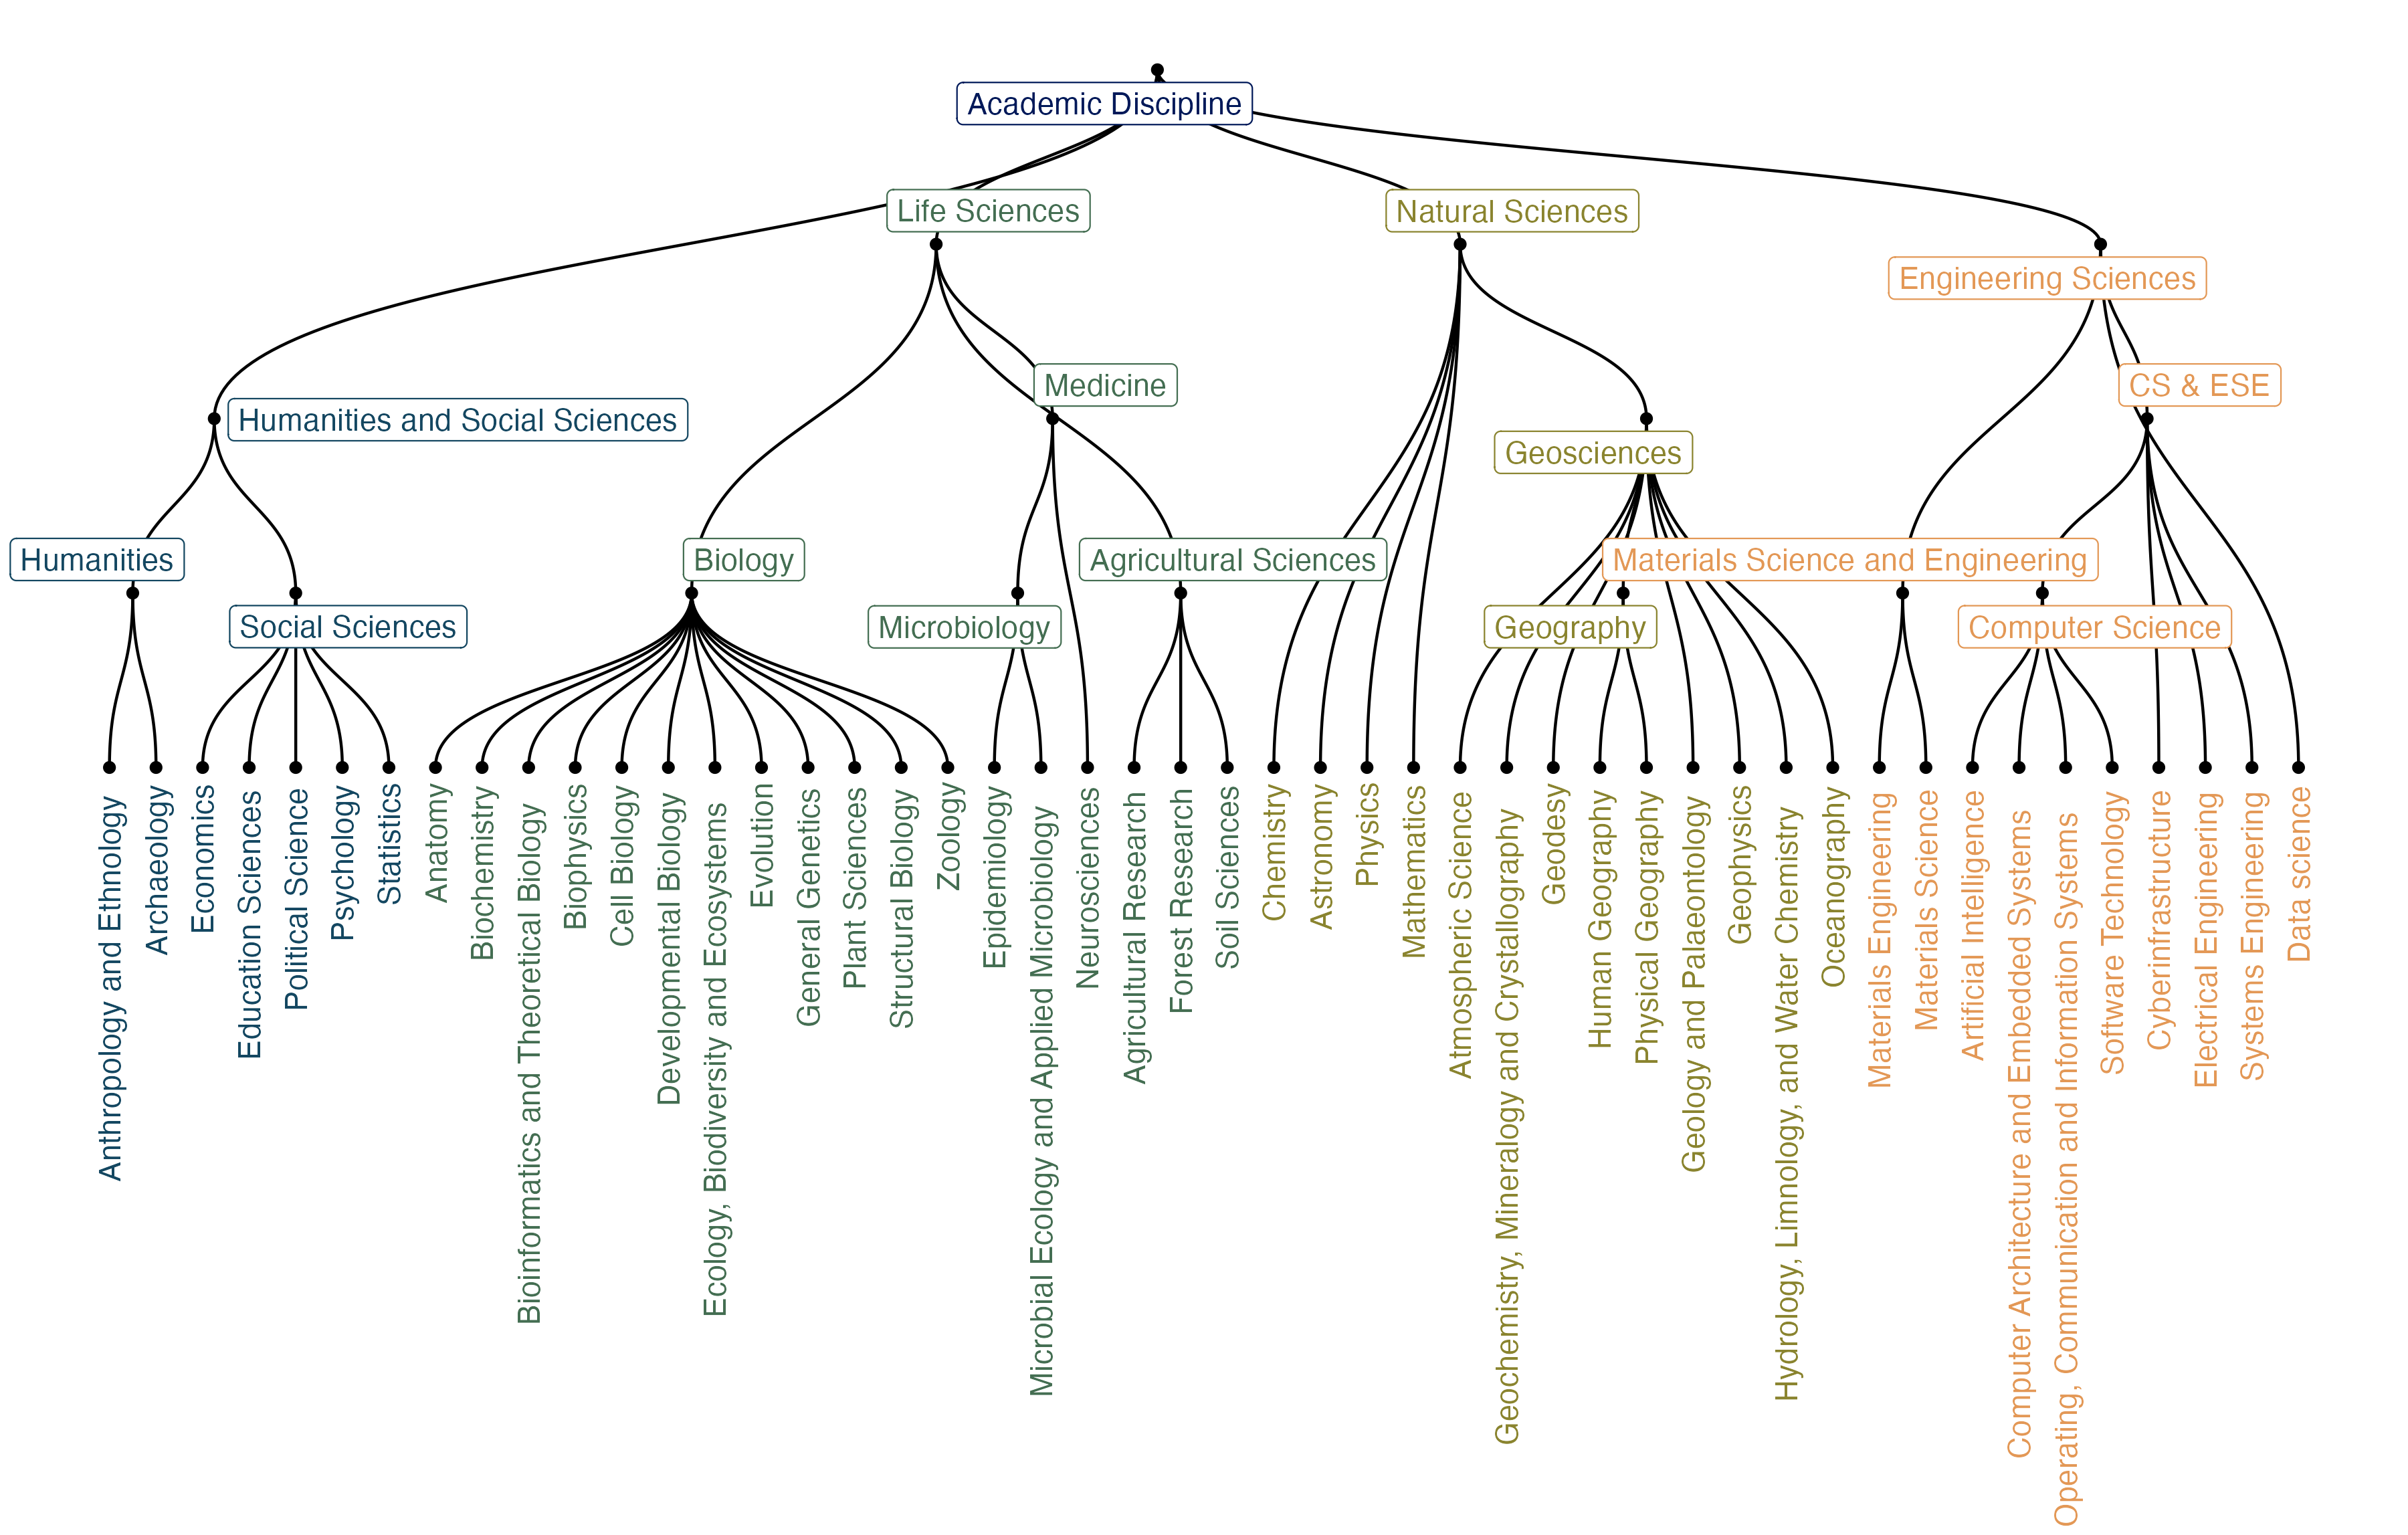 Academic Discipline
Life Sciences
Natural Sciences
Engineering Sciences
Medicine
CS & ESE
Humanities and Social Sciences
Geosciences
Humanities
Biology
Agricultural Sciences
Materials Science and Engineering
Social Sciences
Microbiology
Geography
Computer Science
Anthropology and Ethnology
Archaeology
Economics
Education Sciences
Political Science
Psychology
Statistics
Anatomy
Biochemistry
Bioinformatics and Theoretical Biology
Biophysics
Cell Biology
Developmental Biology
Ecology, Biodiversity and Ecosystems
Evolution
General Genetics
Plant Sciences
Structural Biology
Zoology
Epidemiology
Microbial Ecology and Applied Microbiology
Neurosciences
Agricultural Research
Forest Research
Soil Sciences
Chemistry
Astronomy
Physics
Mathematics
Atmospheric Science
Geochemistry, Mineralogy and Crystallography
Geodesy
Human Geography
Physical Geography
Geology and Palaeontology
Geophysics
Hydrology, Limnology, and Water Chemistry
Oceanography
Materials Engineering
Materials Science
Artificial Intelligence
Computer Architecture and Embedded Systems
Operating, Communication and Information Systems
Software Technology
Cyberinfrastructure
Electrical Engineering
Systems Engineering
Data science